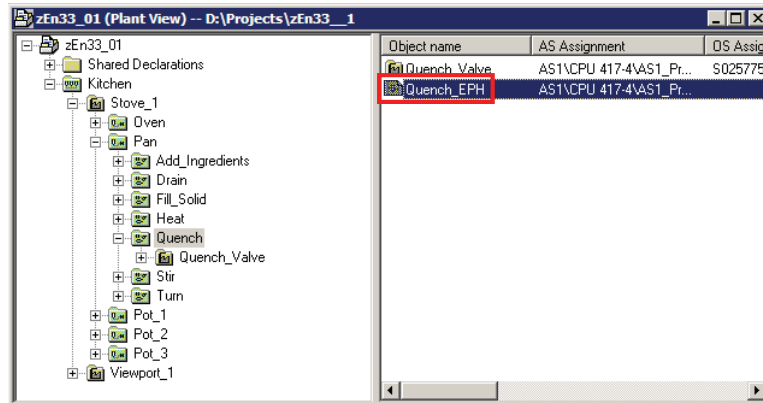 zEn33_01 (Plant View) -- D:\Projects\zEn33__1
zEn33_01
Shared Declarations
Kitchen
Stove_1
Oven
Pan
Add_Ingredients
Drain
Fill_Solid
Heat
Quench
Quench_Valve
Stir
Turn
Pot_1
Pot_2
Pot_3
Viewport_1
Object name AS Assignment OS Assig
Quench_Valve AS1\CPU 417-4\AS1_Pr... S025775
Quench_EPH AS1\CPU 417-4\AS1_Pr...